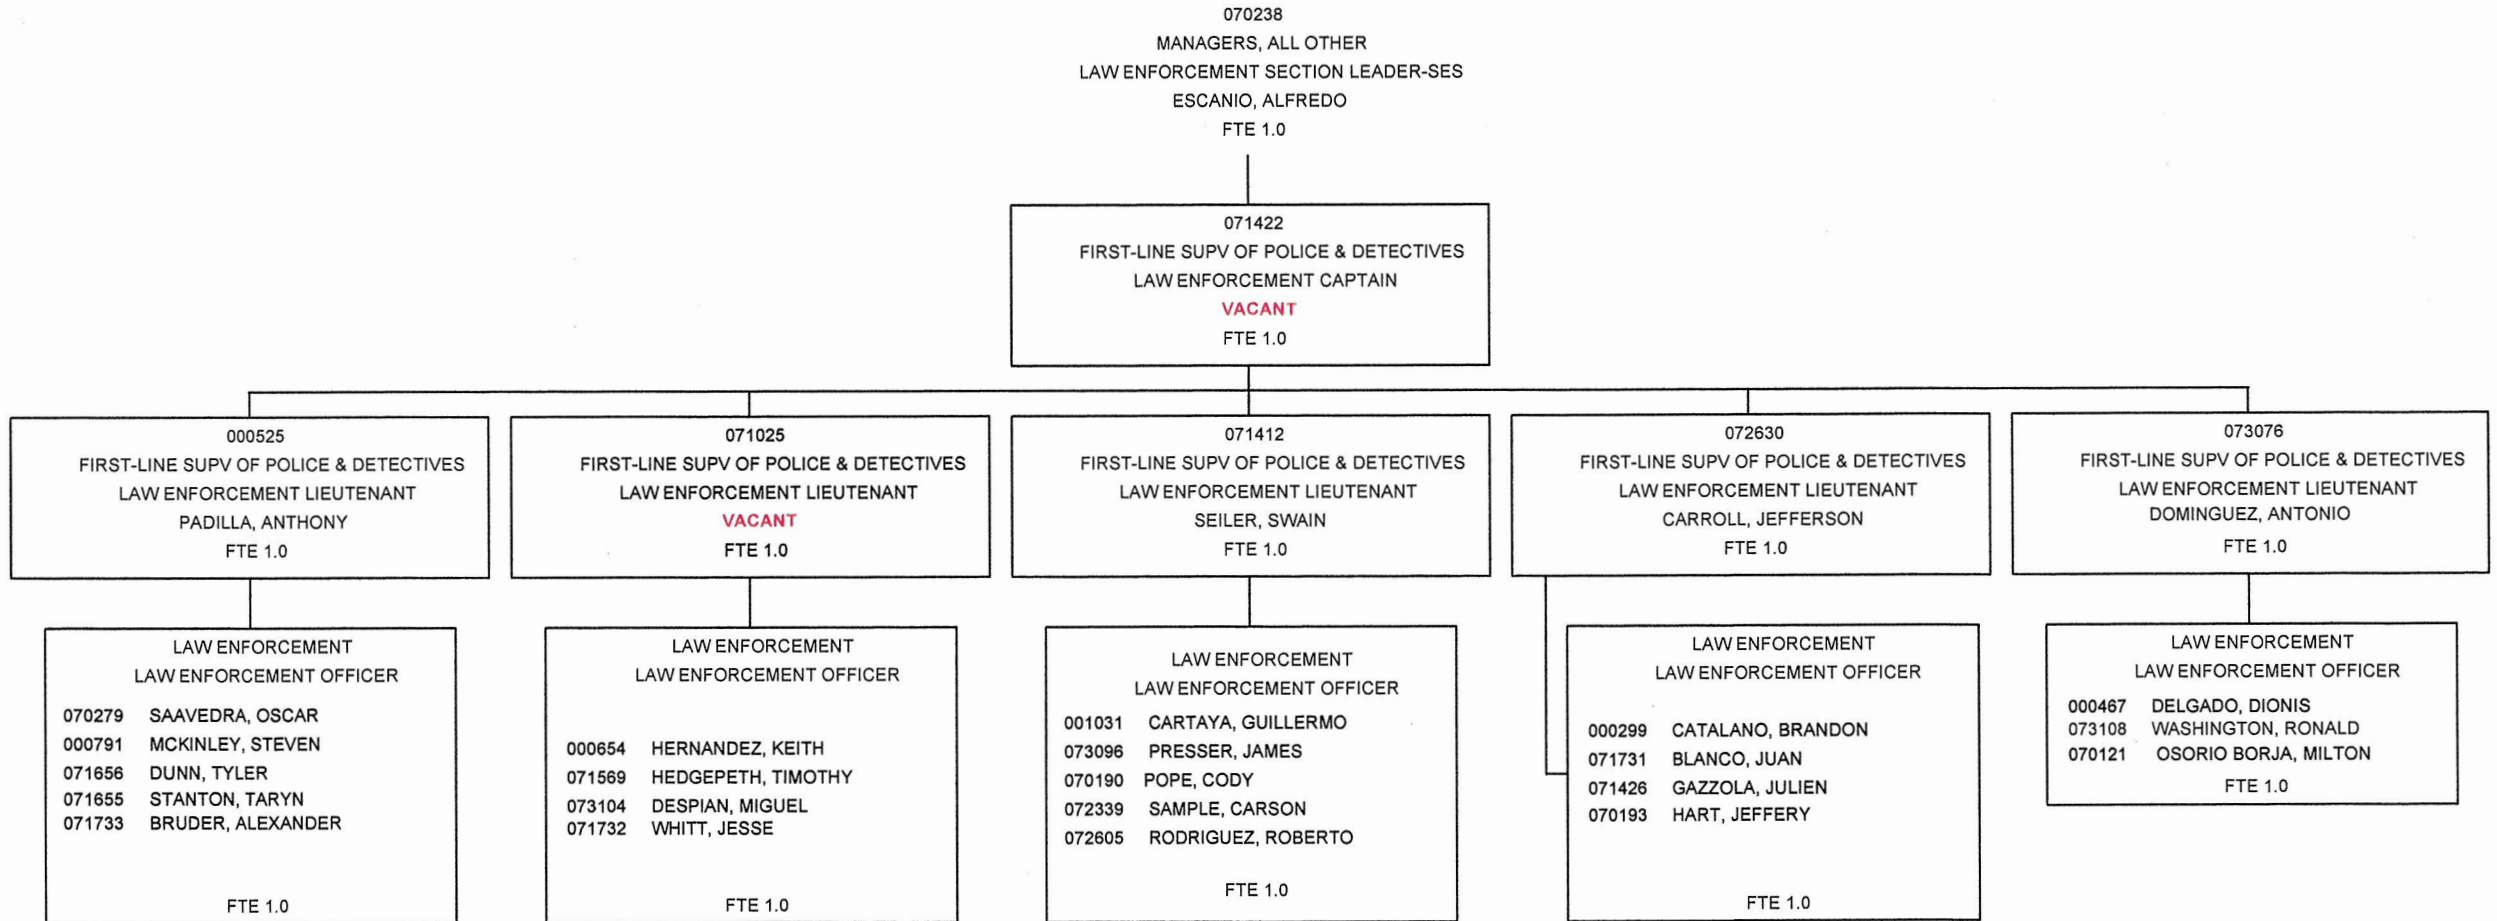 070238
MANAGERS, ALL OTHER
LAW ENFORCEMENT SECTION LEADER-SES
ESCANIO, ALFREDO
FTE 1.0
071422
FIRST-LINE SUPV OF POLICE & DETECTIVES
LAW ENFORCEMENT CAPTAIN
VACANT
FTE 1.0
000525
FIRST-LINE SUPV OF POLICE & DETECTIVES
LAW ENFORCEMENT LIEUTENANT
PADILLA, ANTHONY
FTE 1.0
071025
FIRST-LINE SUPV OF POLICE & DETECTIVES
LAW ENFORCEMENT LIEUTENANT
VACANT
FTE 1.0
071412
FIRST-LINE SUPV OF POLICE & DETECTIVES
LAW ENFORCEMENT LIEUTENANT
SEILER, SWAIN
FTE 1.0
072630
FIRST-LINE SUPV OF POLICE & DETECTIVES
LAW ENFORCEMENT LIEUTENANT
CARROLL, JEFFERSON
FTE 1.0
073076
FIRST-LINE SUPV OF POLICE & DETECTIVES
LAW ENFORCEMENT LIEUTENANT
DOMINGUEZ, ANTONIO
FTE 1.0
LAW ENFORCEMENT
LAW ENFORCEMENT OFFICER
070279 SAAVEDRA, OSCAR
000791 MCKINLEY, STEVEN
071656 DUNN, TYLER
071655 STANTON, TARYN
071733 BRUDER, ALEXANDER
FTE 1.0
LAW ENFORCEMENT
LAW ENFORCEMENT OFFICER
000654 HERNANDEZ, KEITH
071569 HEDGEPETH, TIMOTHY
073104 DESPIAN, MIGUEL
071732 WHITT, JESSE
FTE 1.0
LAW ENFORCEMENT
LAW ENFORCEMENT OFFICER
001031 CARTAYA, GUILLERMO
073096 PRESSER, JAMES
070190 POPE, CODY
072339 SAMPLE, CARSON
072605 RODRIGUEZ, ROBERTO
FTE 1.0
LAW ENFORCEMENT
LAW ENFORCEMENT OFFICER
000299 CATALANO, BRANDON
071731 BLANCO, JUAN
071426 GAZZOLA, JULIEN
070193 HART, JEFFERY
FTE 1.0
LAW ENFORCEMENT
LAW ENFORCEMENT OFFICER
000467 DELGADO, DIONIS
073108 WASHINGTON, RONALD
070121 OSORIO BORJA, MILTON
FTE 1.0